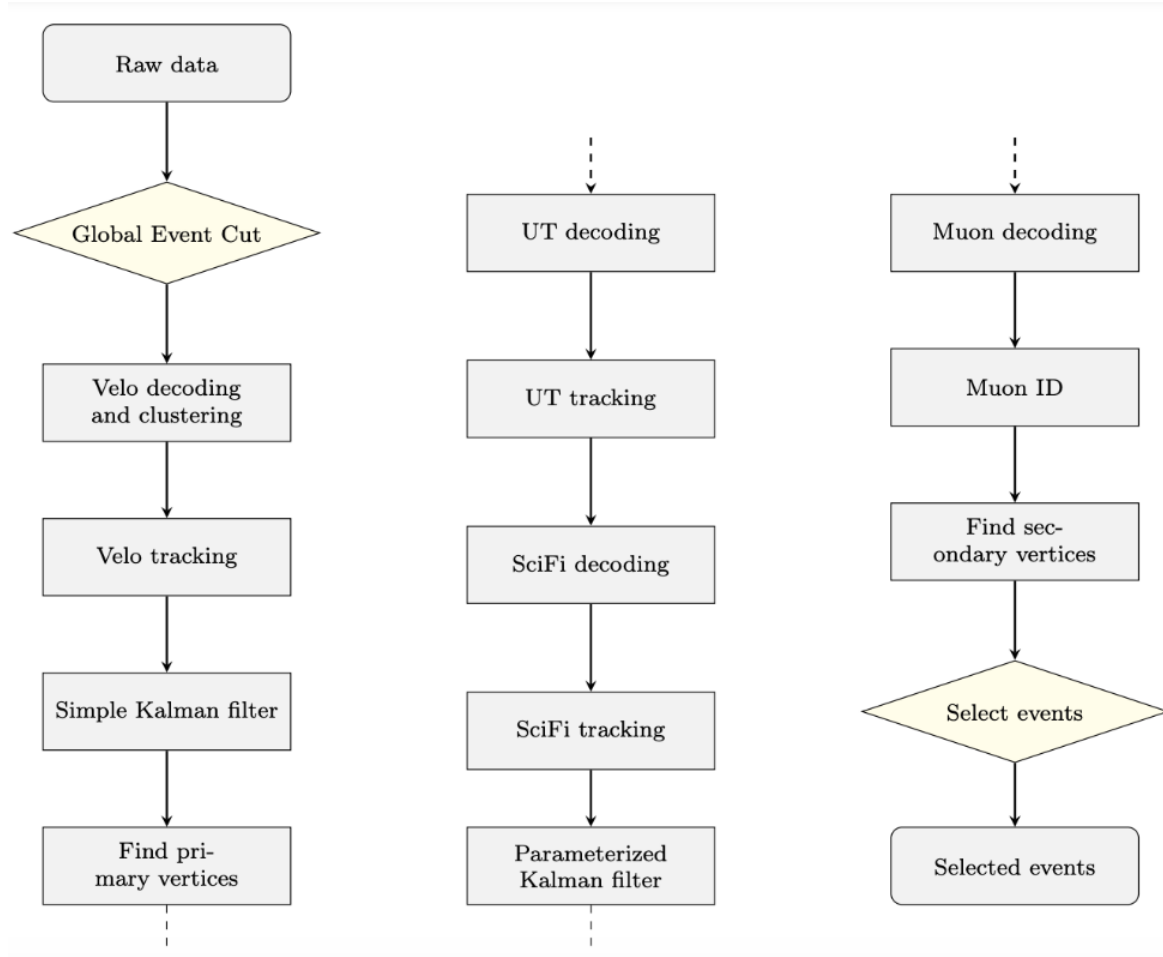 Raw data
Global Event Cut
Velo decoding
and clustering
Velo tracking
Simple Kalman filter
Find pri-
mary vertices
UT decoding
UT tracking
SciFi decoding
SciFi tracking
Parameterized
Kalman filter
Muon decoding
Muon ID
Find sec-
ondary vertices
Select events
Selected events